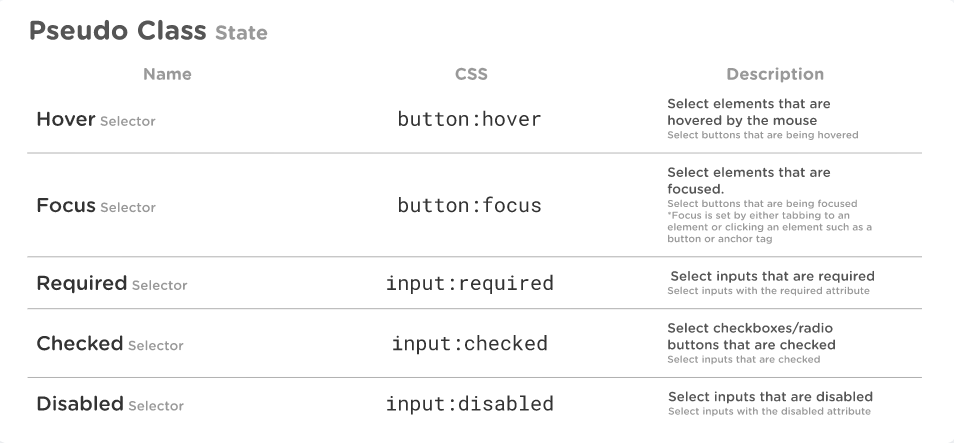 Pseudo Class State
Name CSS Description
Hover Selector button:hover Select elements that are
hovered by the mouse
Select buttons that are being hovered
Focus Selector button:focus Select elements that are
focused.
Select buttons that are being focused
*Focus is set by either tabbing to an
element or clicking an element such as a
button or anchor tag
Required Selector input:required Select inputs that are required
Select inputs with the required attribute
Checked Selector input:checked Select checkboxes/radio
buttons that are checked
Select inputs that are checked
Disabled Selector input:disabled Select inputs that are disabled
Select inputs with the disabled attribute